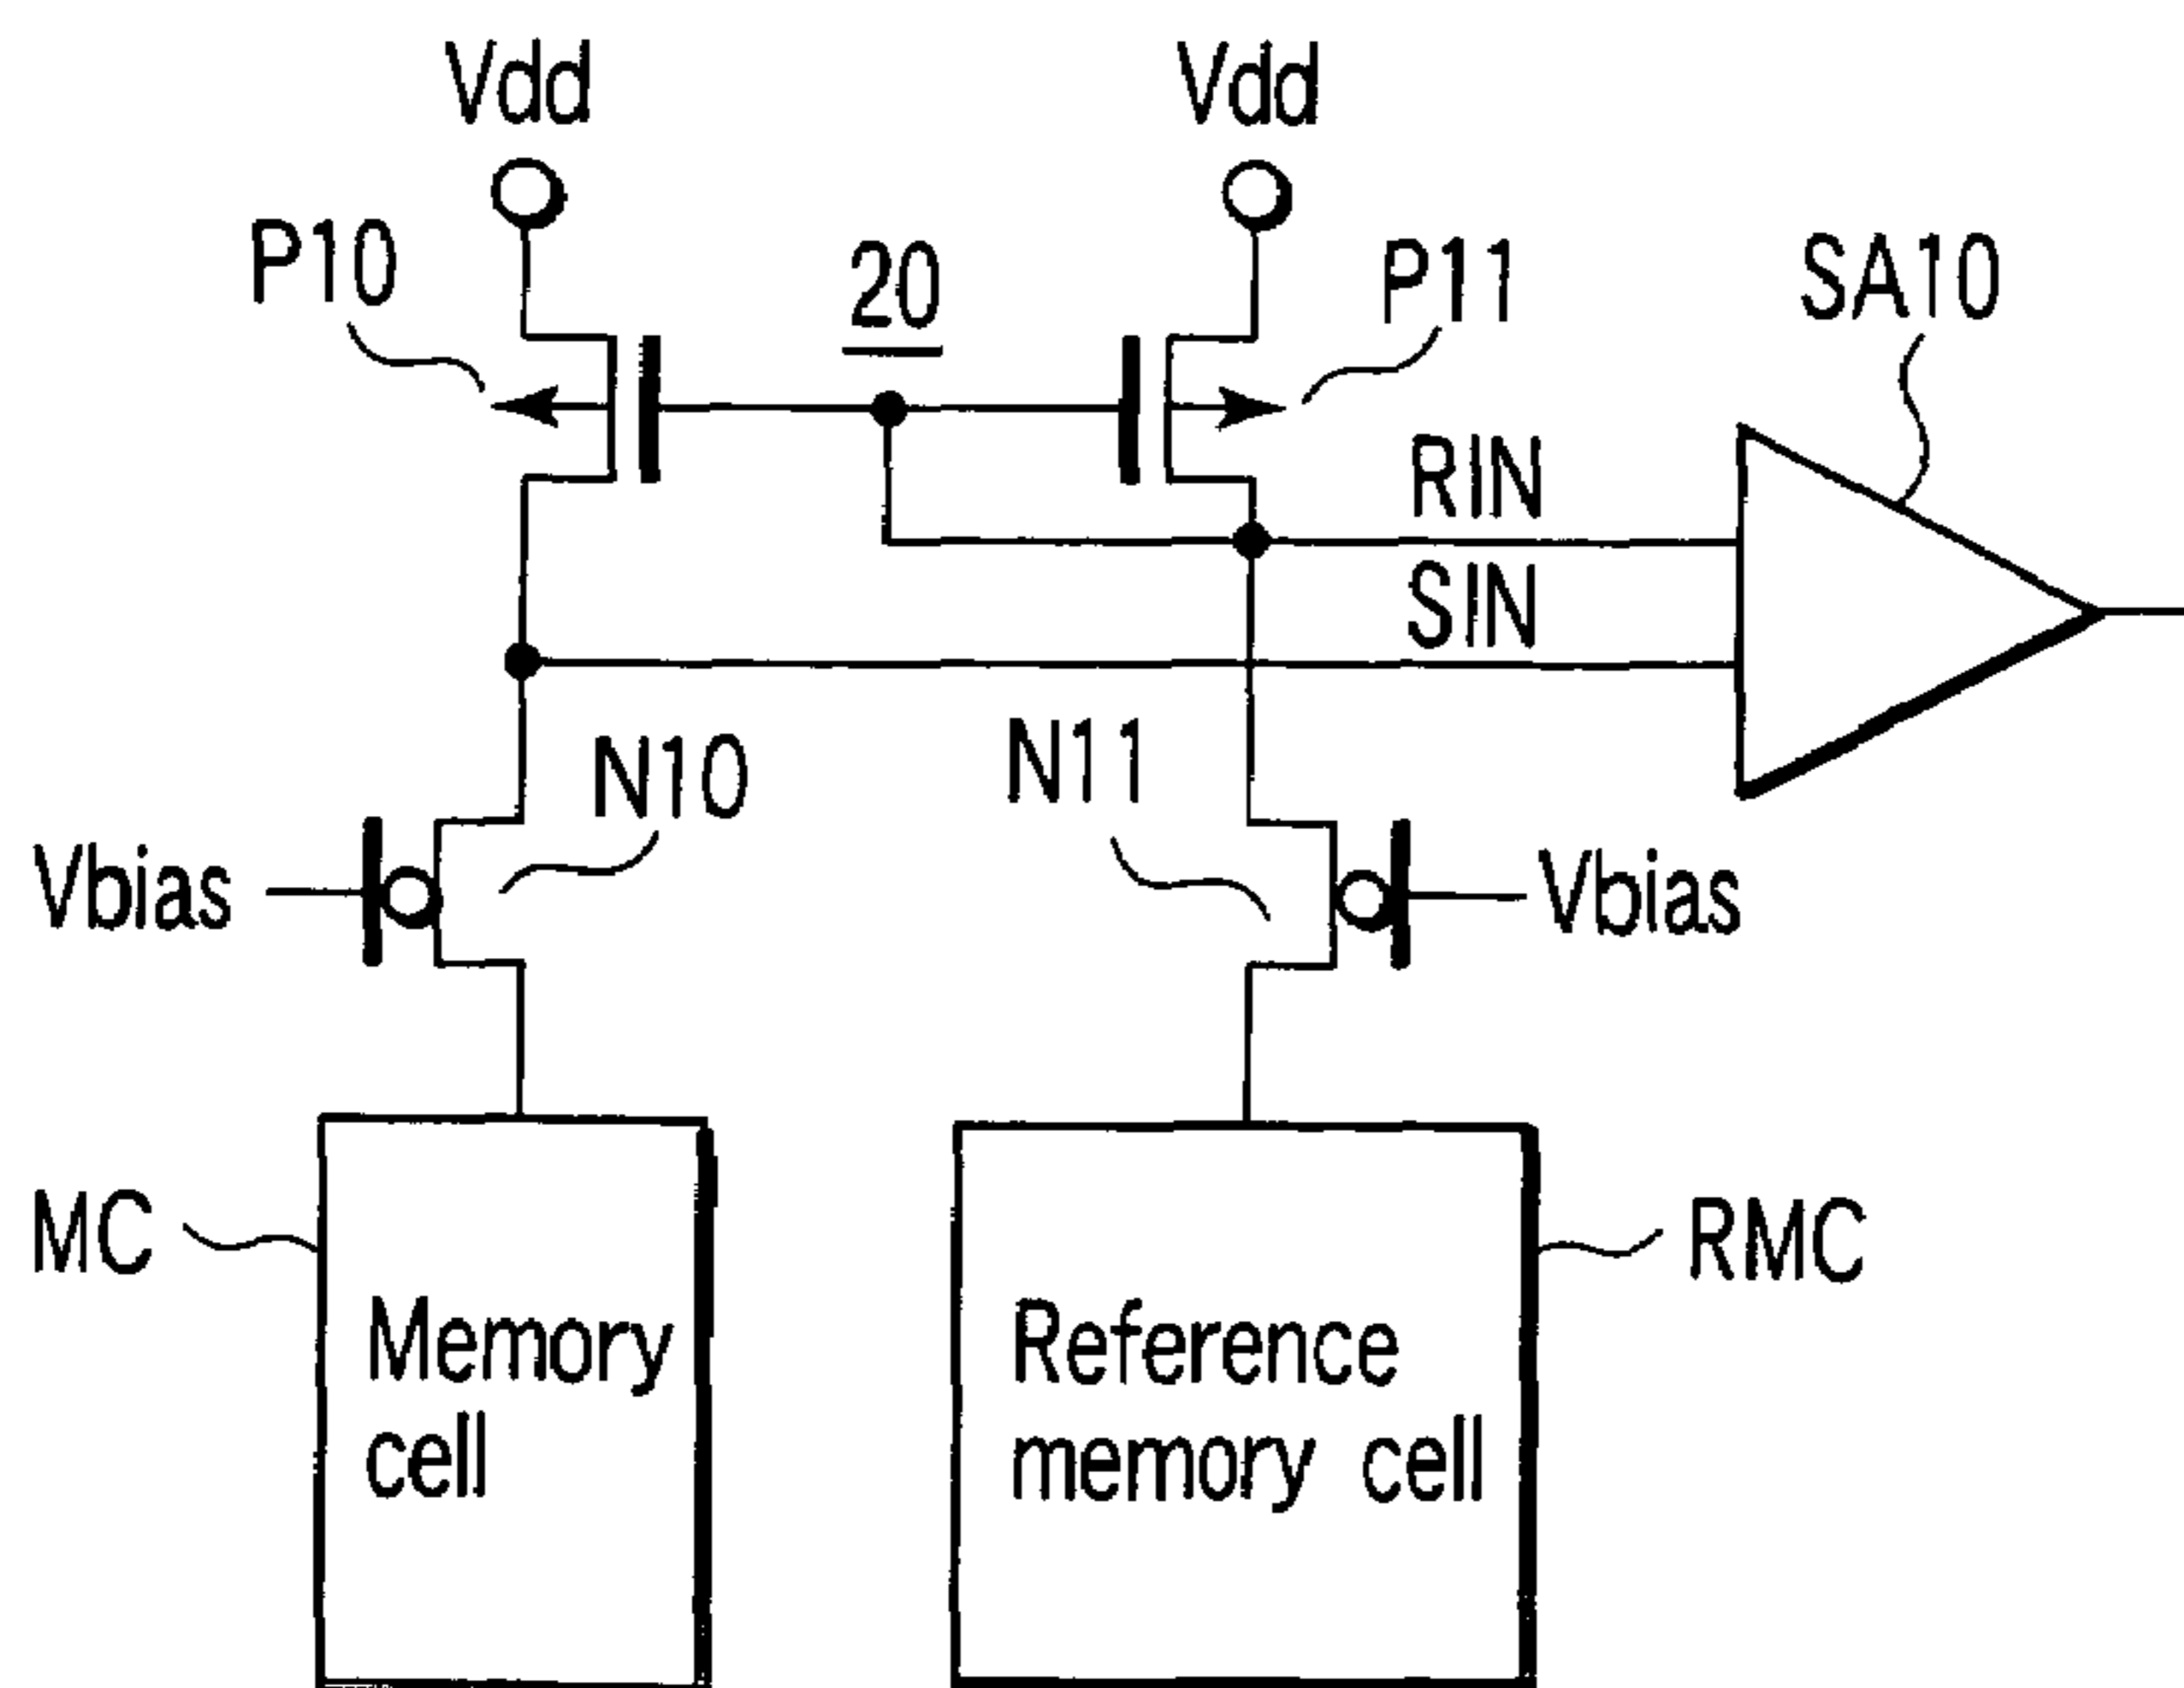 Vdd
Vdd
P10
20
P11
SA10
RIN
SIN
N10
N11
Vbias
Vbias
MC
RMC
Memory
cell
Reference
memory cell